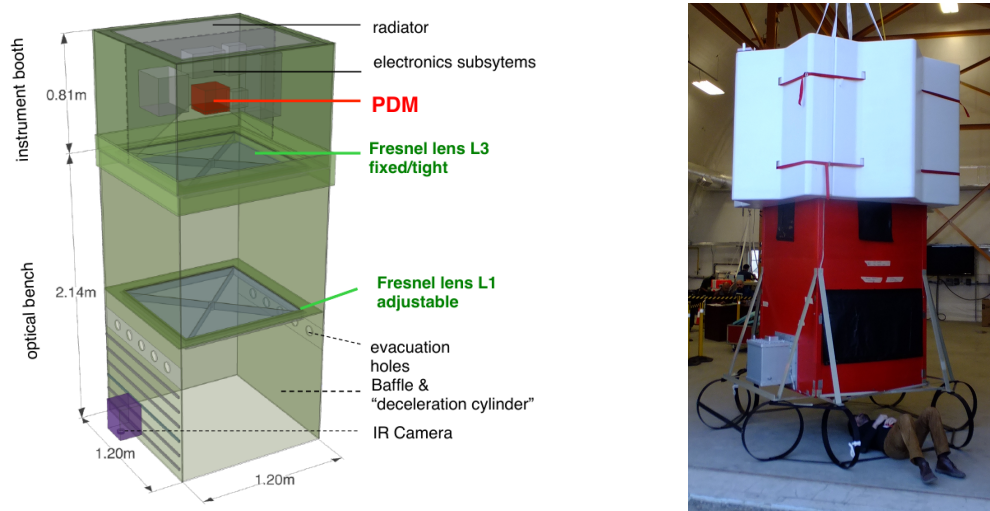 radiator
electronics subsytems
PDM
Fresnel lens L3
fixed/tight
Fresnel lens L1
adjustable
evacuation
holes
Baffle &
“deceleration cylinder”
IR Camera
instrument booth
0.81m
optical bench
2.14m
1.20m
1.20m